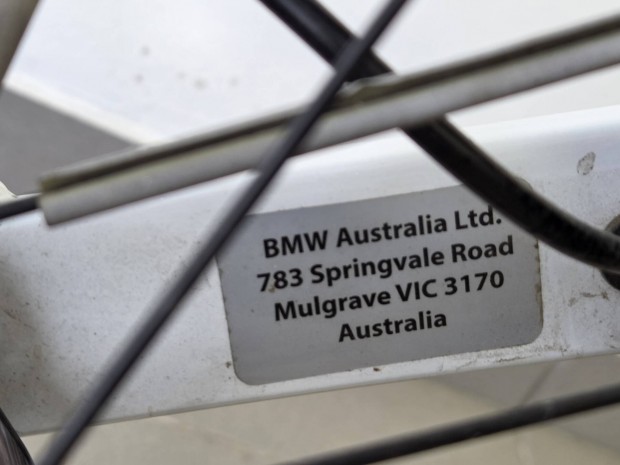 BMW Australia Ltd.
783 Springvale Road
Mulgrave VIC 3170
Australia